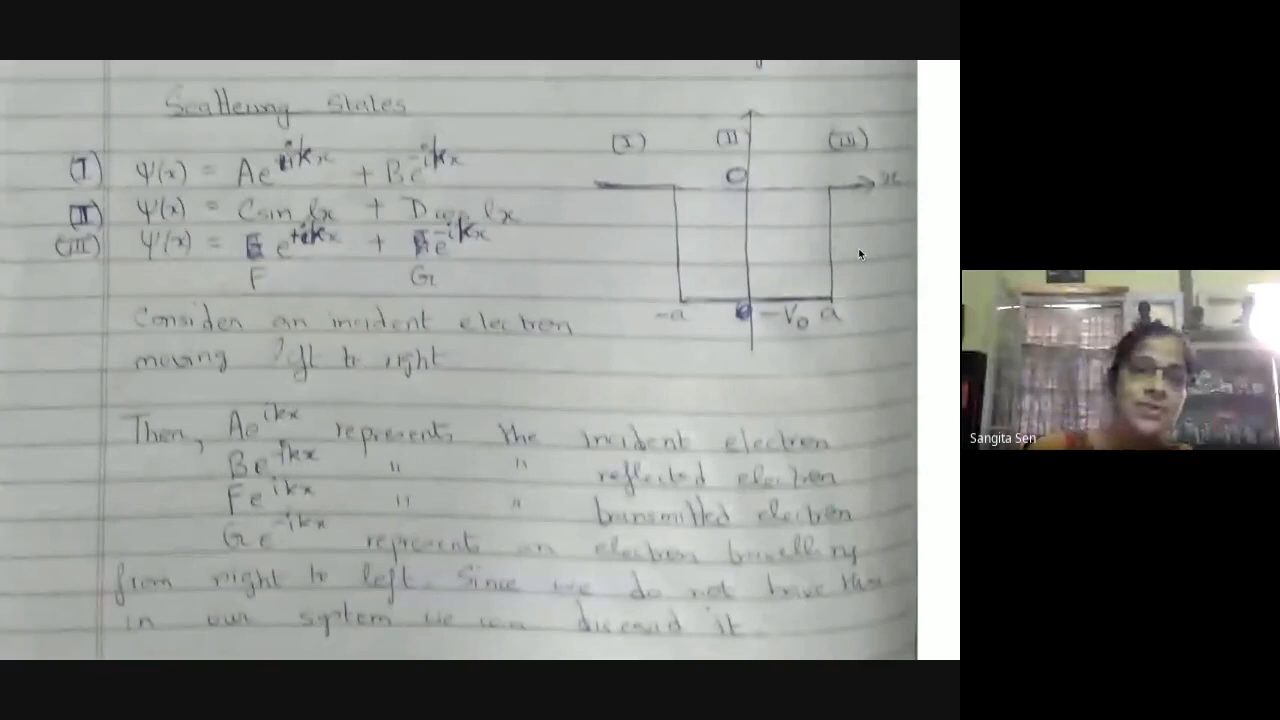 Scattering states
(I) (II) (III)
(I) ψ(x) = Ae^{ikx} + Be^{-ikx}
O x
(II) ψ(x) = C sin lx + D cos lx
(III) ψ(x) = e^{+ikx} + e^{-ikx}
F G
-a -V₀ a
Consider an incident electron
moving left to right
Then, Ae^{ikx} represents the incident electron
Be^{-ikx} " " reflected electron
Fe^{ikx} " " transmitted electron
Ge^{-ikx} represents an electron travelling
from right to left. Since we do not have this
in our system we can discard it.
Sangita Sen